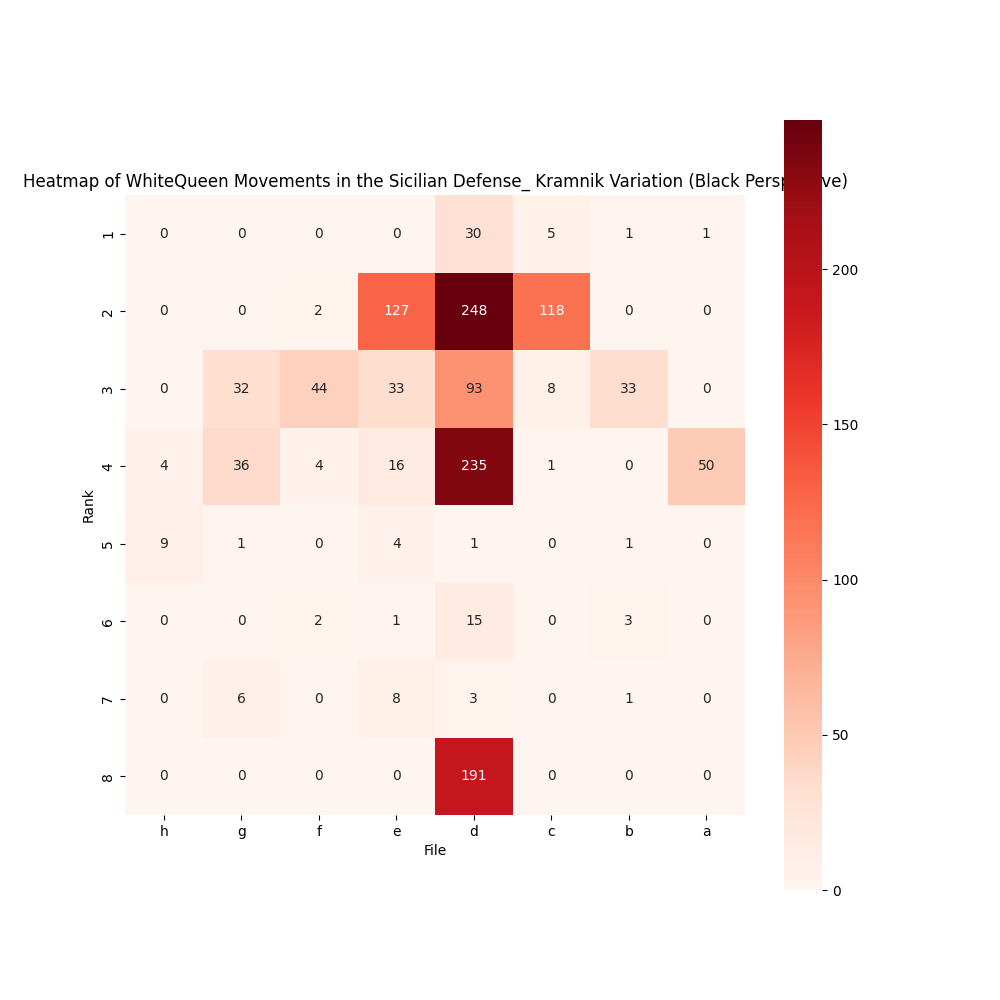 Heatmap of WhiteQueen Movements in the Sicilian Defense_ Kramnik Variation (Black Persp ve)
1 0 0 0 0 30 5 1 1
2 0 0 2 127 248 118 0 0
3 0 32 44 33 93 8 33 0
4 4 36 4 16 235 1 0 50
5 9 1 0 4 1 0 1 0
6 0 0 2 1 15 0 3 0
7 0 6 0 8 3 0 1 0
8 0 0 0 0 191 0 0 0
h g f e d c b a
File
Rank
200
150
100
50
0